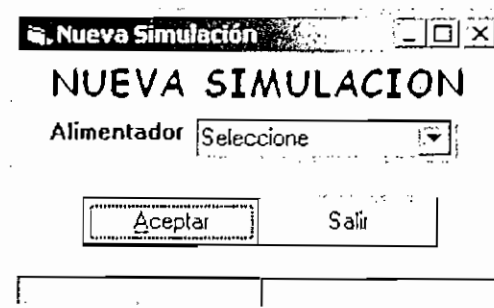 Nueva Simulación
NUEVA SIMULACION
Alimentador Seleccione
Aceptar Salir